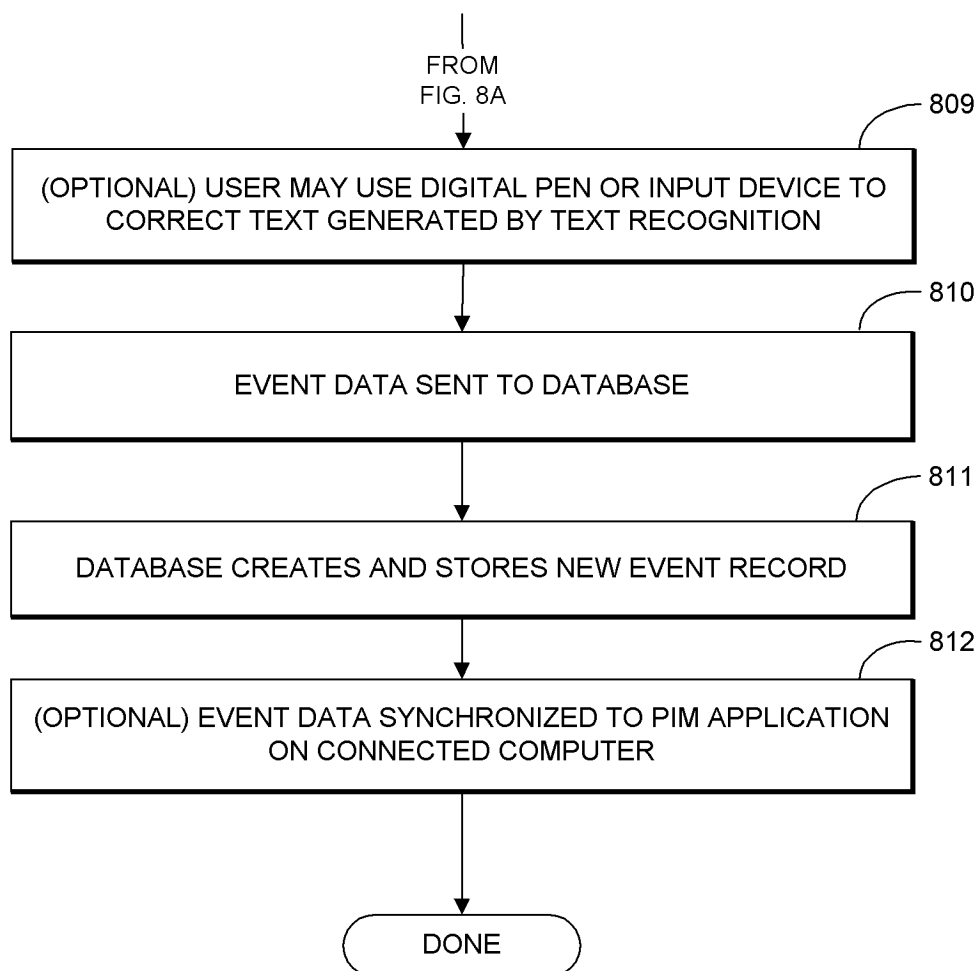 FROM
FIG. 8A
809
(OPTIONAL) USER MAY USE DIGITAL PEN OR INPUT DEVICE TO
CORRECT TEXT GENERATED BY TEXT RECOGNITION
810
EVENT DATA SENT TO DATABASE
811
DATABASE CREATES AND STORES NEW EVENT RECORD
812
(OPTIONAL) EVENT DATA SYNCHRONIZED TO PIM APPLICATION
ON CONNECTED COMPUTER
DONE